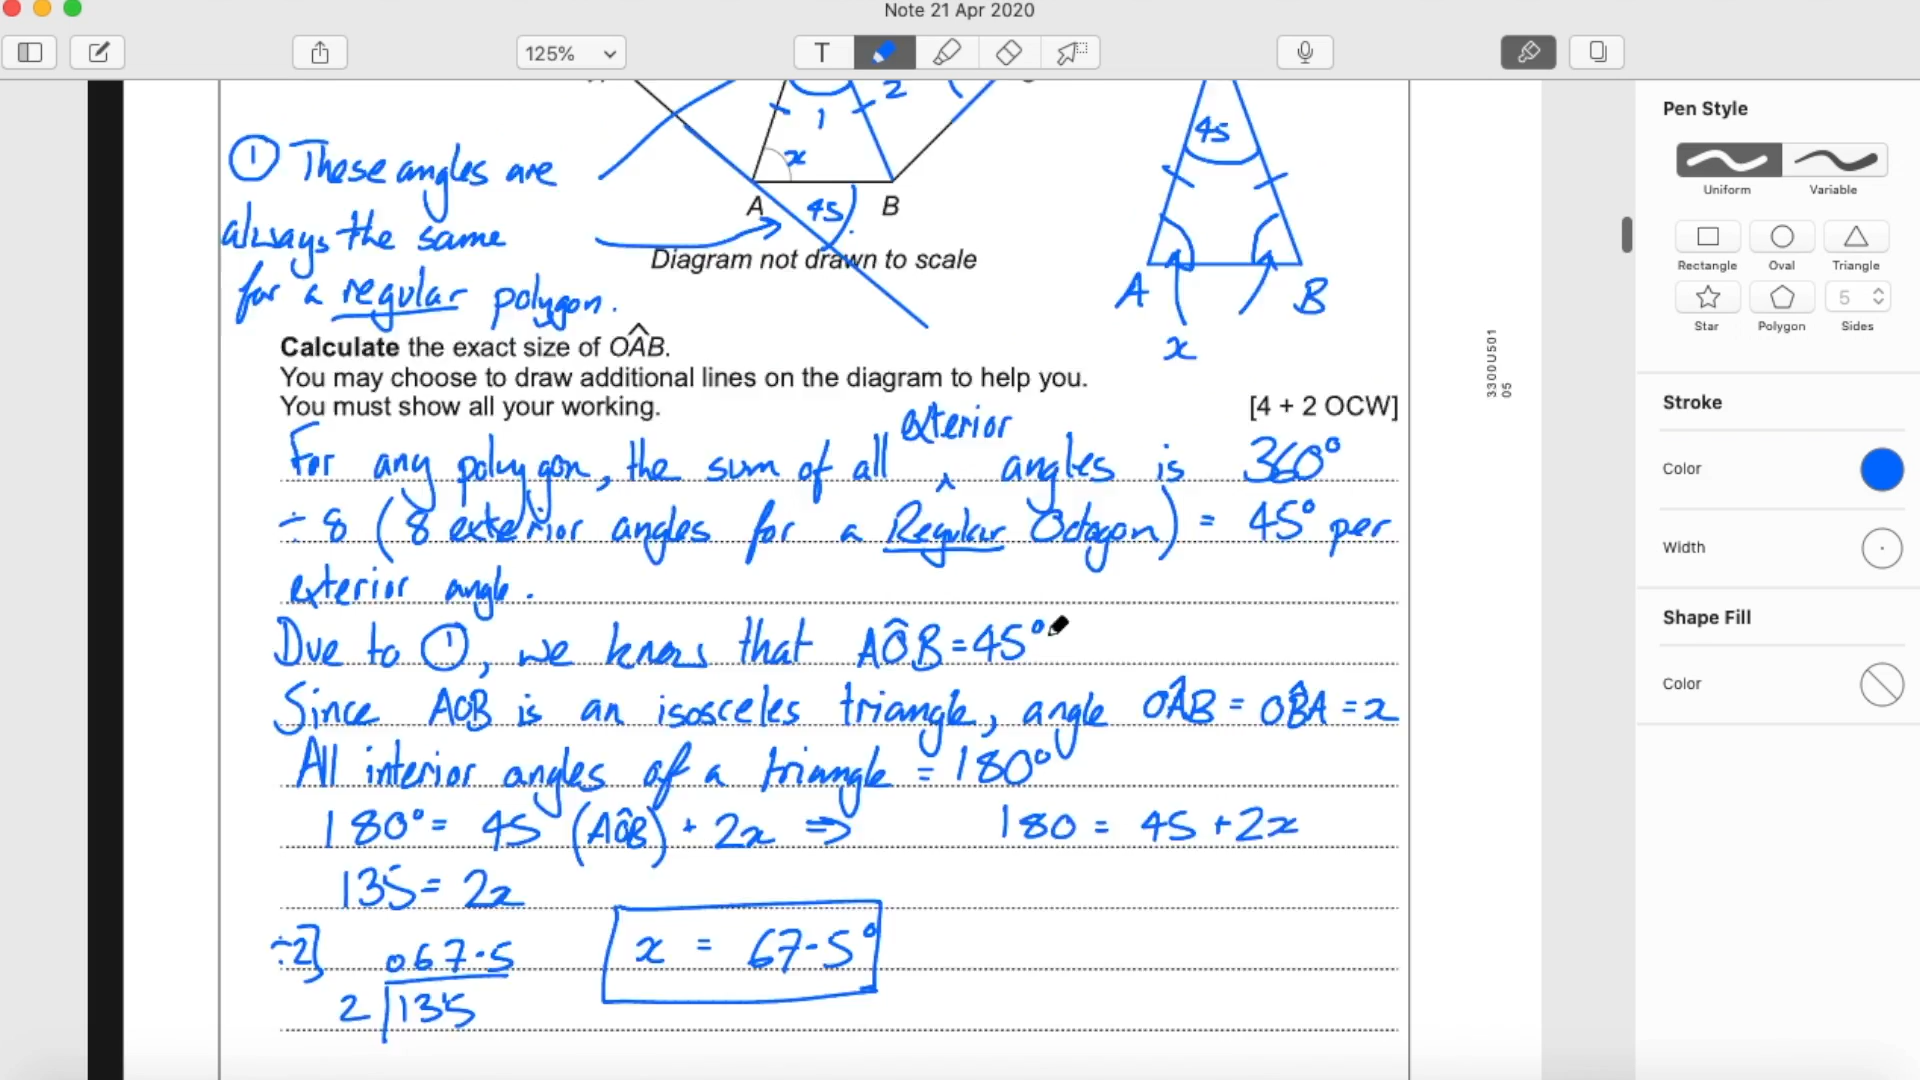 Note 21 Apr 2020
125%
T
Pen Style
Uniform
Variable
Rectangle
Oval
Triangle
5
Star
Polygon
Sides
Stroke
Color
Width
Shape Fill
Color
1
2
x
A
45
B
Diagram not drawn to scale
45
A
B
x
① These angles are
always the same
for a regular polygon.
Calculate the exact size of OÂB.
You may choose to draw additional lines on the diagram to help you.
You must show all your working.
[4 + 2 OCW]
3300U501
05
exterior
For any polygon, the sum of all ^ angles is 360°
÷ 8 (8 exterior angles for a Regular Octagon) = 45° per
exterior angle.
Due to ①, we know that AÔB = 45°
Since AOB is an isosceles triangle, angle OÂB = OB̂A = x
All interior angles of a triangle = 180°
180° = 45 (AÔB) + 2x ⇒ 180 = 45 + 2x
135 = 2x
÷2] 067.5
2 135
x = 67.5°